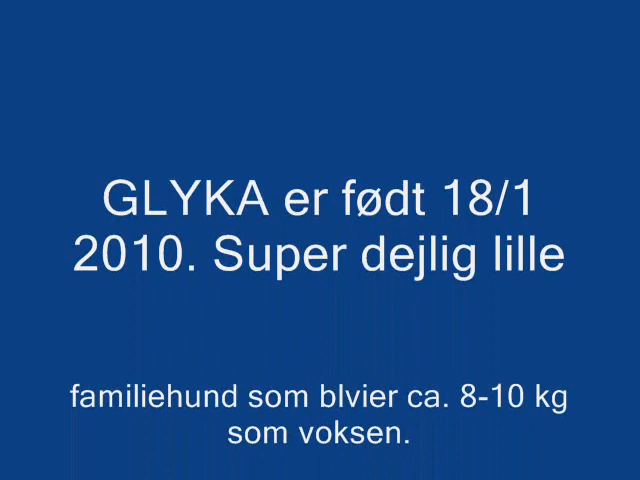 GLYKA er født 18/1
2010. Super dejlig lille
familiehund som blvier ca. 8-10 kg
som voksen.